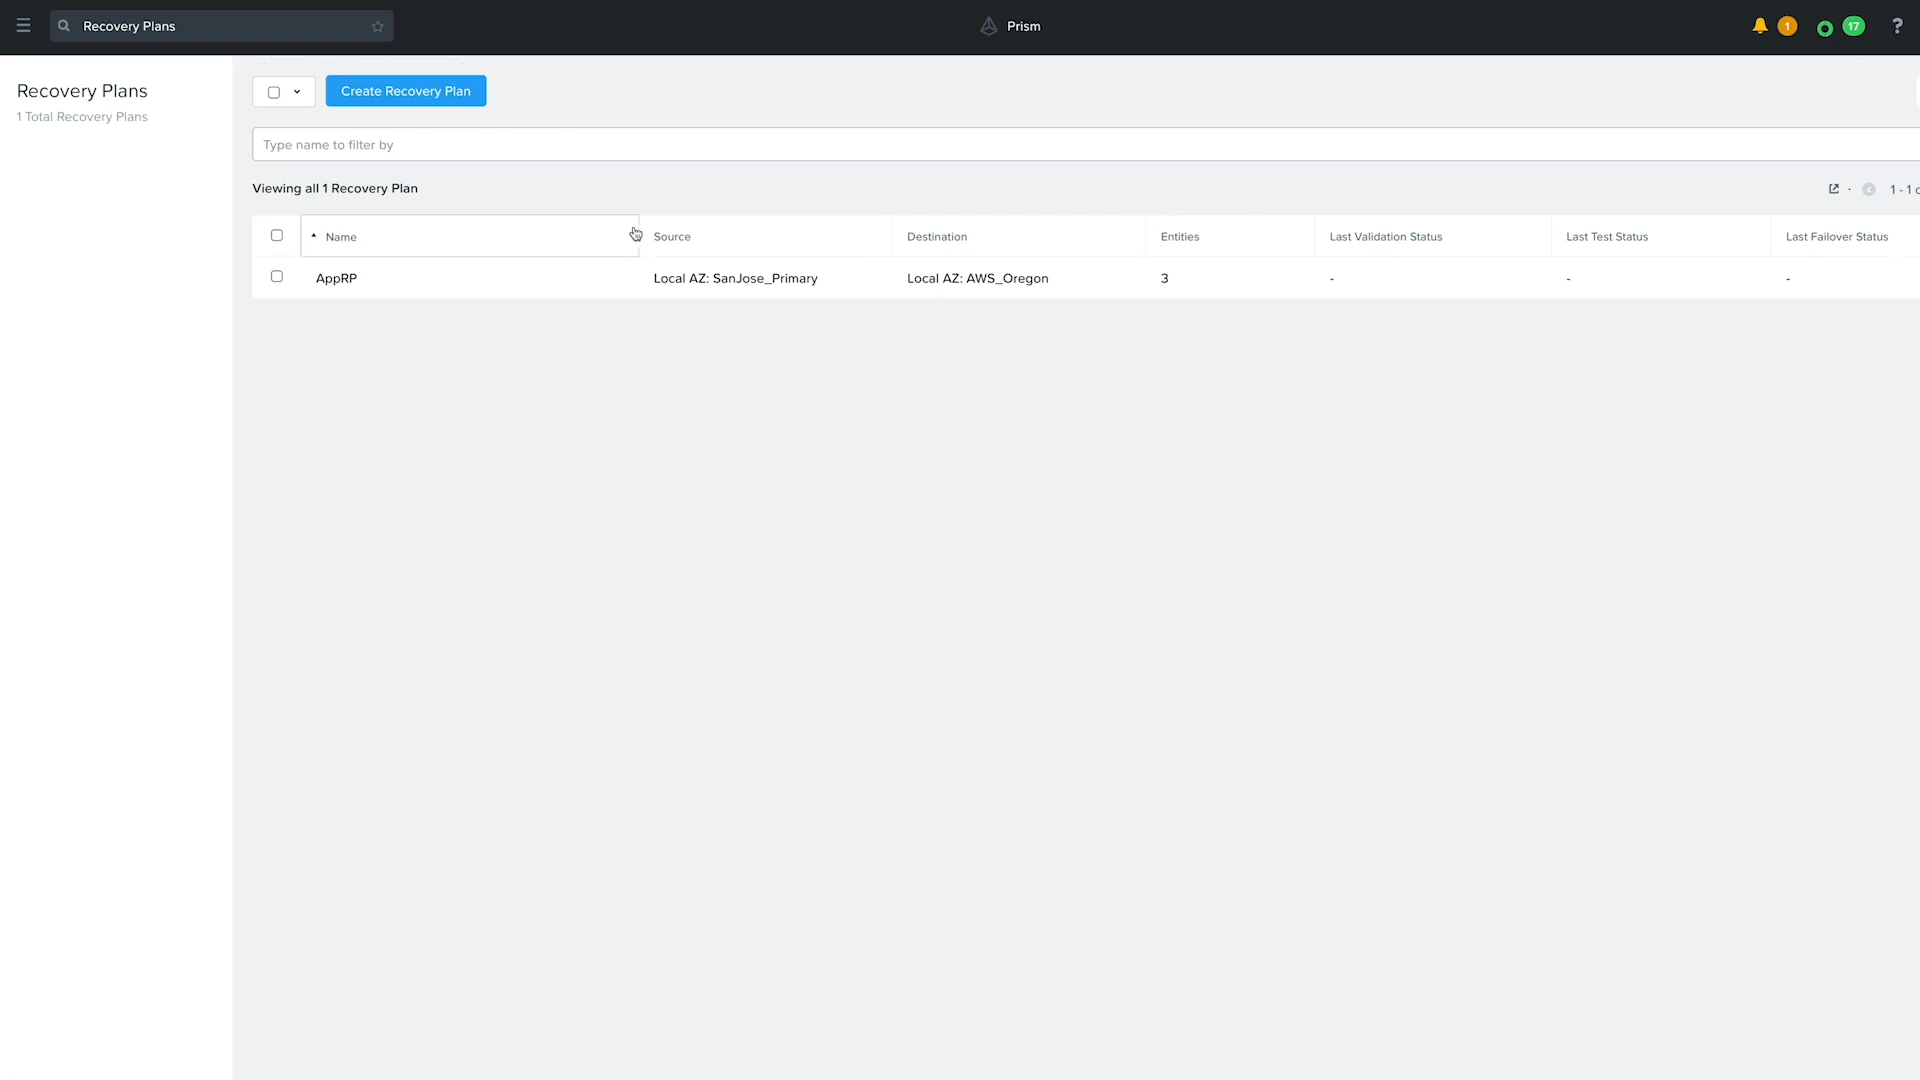 Recovery Plans
Prism
1
17
?
Recovery Plans
1 Total Recovery Plans
Create Recovery Plan
Type name to filter by
Viewing all 1 Recovery Plan
1 - 1
Name Source Destination Entities Last Validation Status Last Test Status Last Failover Status
AppRP Local AZ: SanJose_Primary Local AZ: AWS_Oregon 3 - - -